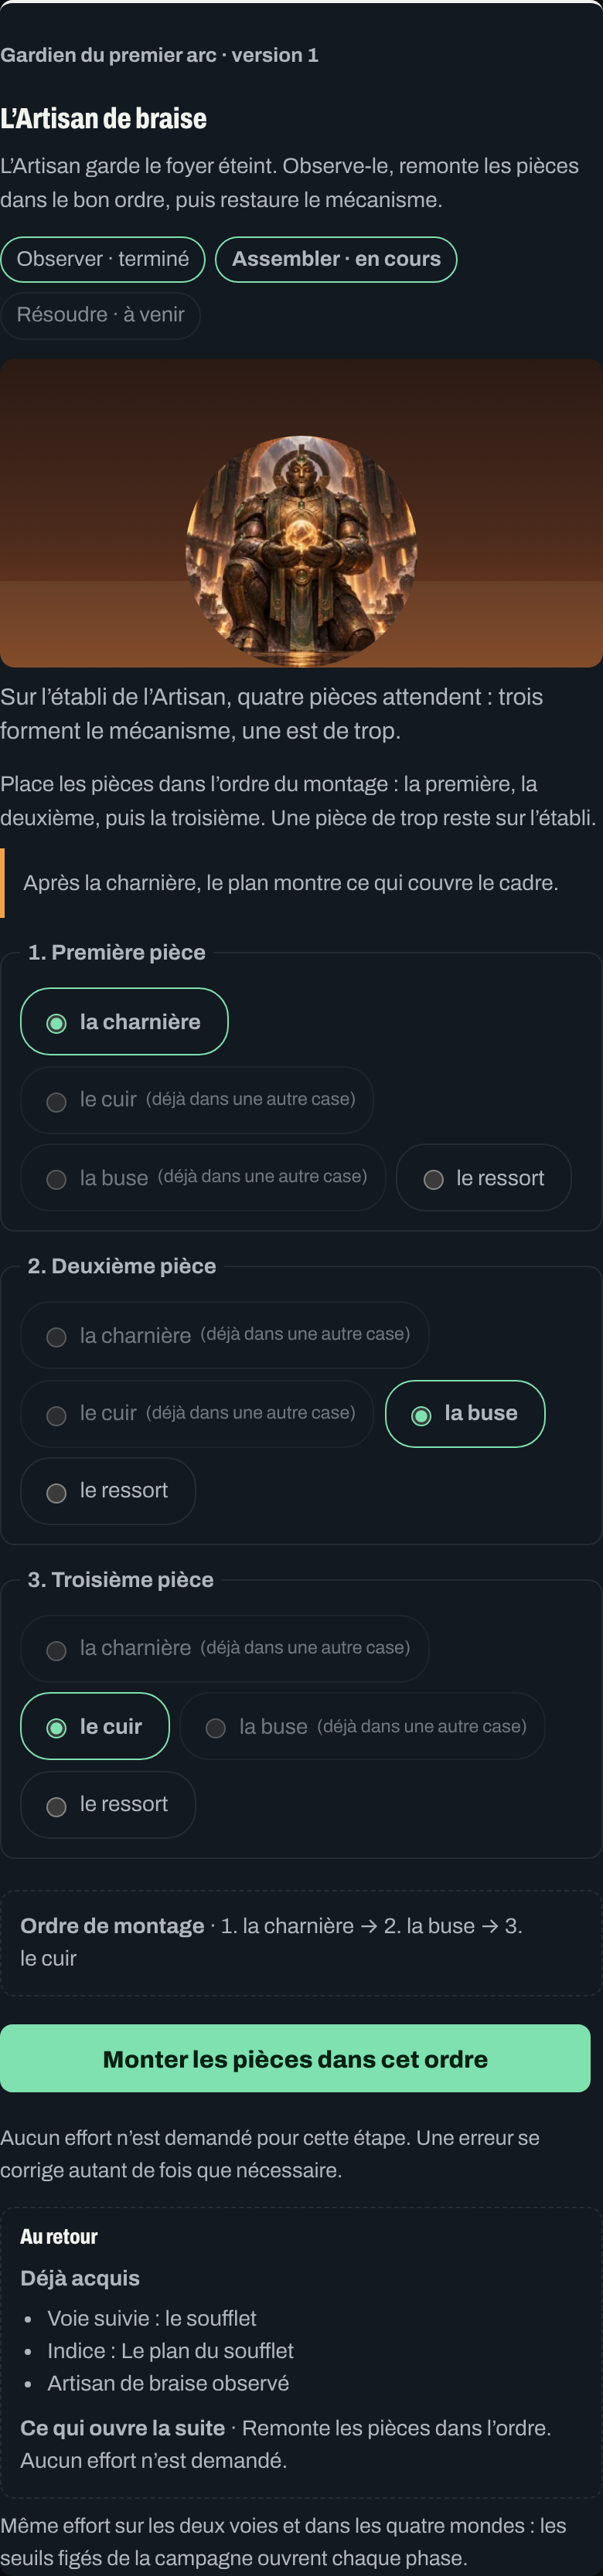 Gardien du premier arc · version 1
L’Artisan de braise
L’Artisan garde le foyer éteint. Observe-le, remonte les pièces
dans le bon ordre, puis restaure le mécanisme.
Observer · terminé
Assembler · en cours
Résoudre · à venir
Sur l’établi de l’Artisan, quatre pièces attendent : trois
forment le mécanisme, une est de trop.
Place les pièces dans l’ordre du montage : la première, la
deuxième, puis la troisième. Une pièce de trop reste sur l’établi.
Après la charnière, le plan montre ce qui couvre le cadre.
1. Première pièce
la charnière
le cuir (déjà dans une autre case)
la buse (déjà dans une autre case)
le ressort
2. Deuxième pièce
la charnière (déjà dans une autre case)
le cuir (déjà dans une autre case)
la buse
le ressort
3. Troisième pièce
la charnière (déjà dans une autre case)
le cuir
la buse (déjà dans une autre case)
le ressort
Ordre de montage · 1. la charnière → 2. la buse → 3.
le cuir
Monter les pièces dans cet ordre
Aucun effort n’est demandé pour cette étape. Une erreur se
corrige autant de fois que nécessaire.
Au retour
Déjà acquis
• Voie suivie : le soufflet
• Indice : Le plan du soufflet
• Artisan de braise observé
Ce qui ouvre la suite · Remonte les pièces dans l’ordre.
Aucun effort n’est demandé.
Même effort sur les deux voies et dans les quatre mondes : les
seuils figés de la campagne ouvrent chaque phase.